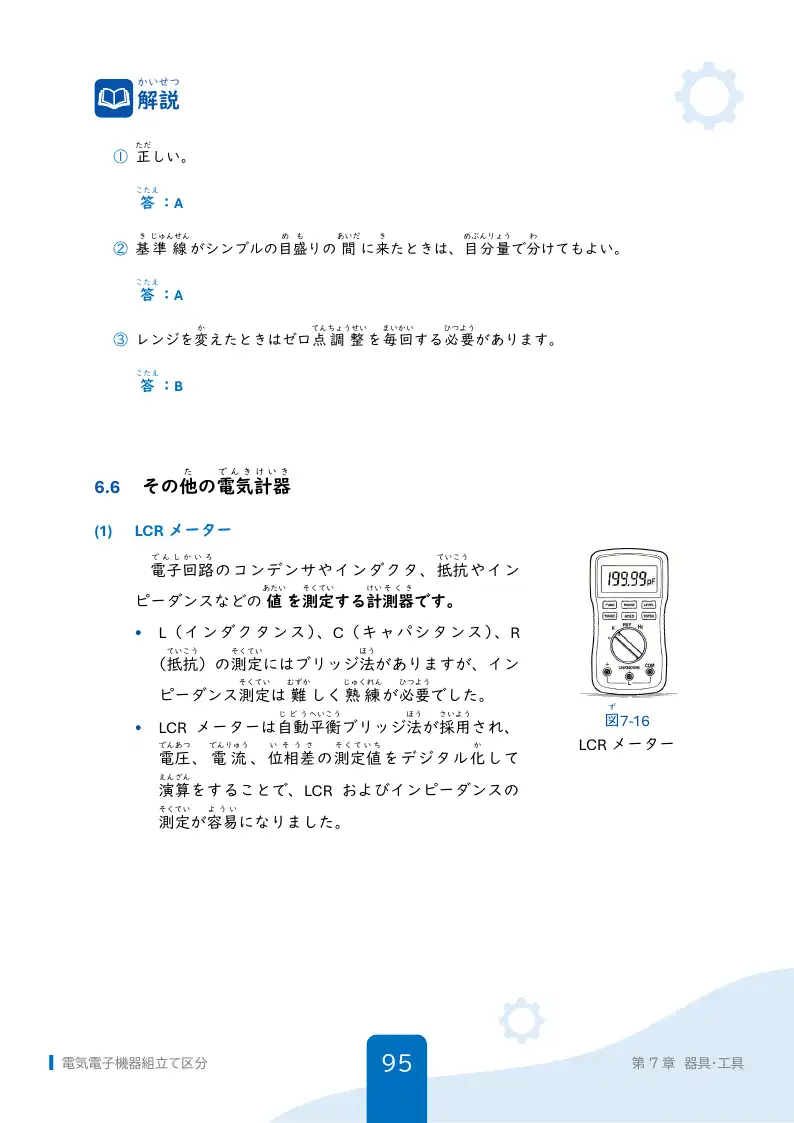 かいせつ
解説
ただ
① 正しい。
こたえ
答：A
き じゅんせん め も あいだ き めぶんりょう わ
② 基準線がシンブルの目盛りの間に来たときは、目分量で分けてもよい。
こたえ
答：A
か てんちょうせい まいかい ひつよう
③ レンジを変えたときはゼロ点調整を毎回する必要があります。
こたえ
答：B
た でんきけいき
6.6 その他の電気計器
(1) LCR メーター
でんしかいろ ていこう
電子回路のコンデンサやインダクタ、抵抗やイン
あたい そくてい けいそくき
ピーダンスなどの値を測定する計測器です。
• L（インダクタンス）、C（キャパシタンス）、R
ていこう そくてい ほう
（抵抗）の測定にはブリッジ法がありますが、イン
そくてい むずか じゅくれん ひつよう
ピーダンス測定は難しく熟練が必要でした。
じどうへいこう ほう さいよう
• LCR メーターは自動平衡ブリッジ法が採用され、
でんあつ でんりゅう いそうさ そくていち か
電圧、電流、位相差の測定値をデジタル化して
えんざん
演算をすることで、LCR およびインピーダンスの
そくてい ようい
測定が容易になりました。
199.99pF
FUNC RANGE LEVEL
HOLD ENTER
REF Hz
UNKNOWN COM
L
ず
図7-16
LCR メーター
電気電子機器組立て区分
95
第 7 章 器具･工具